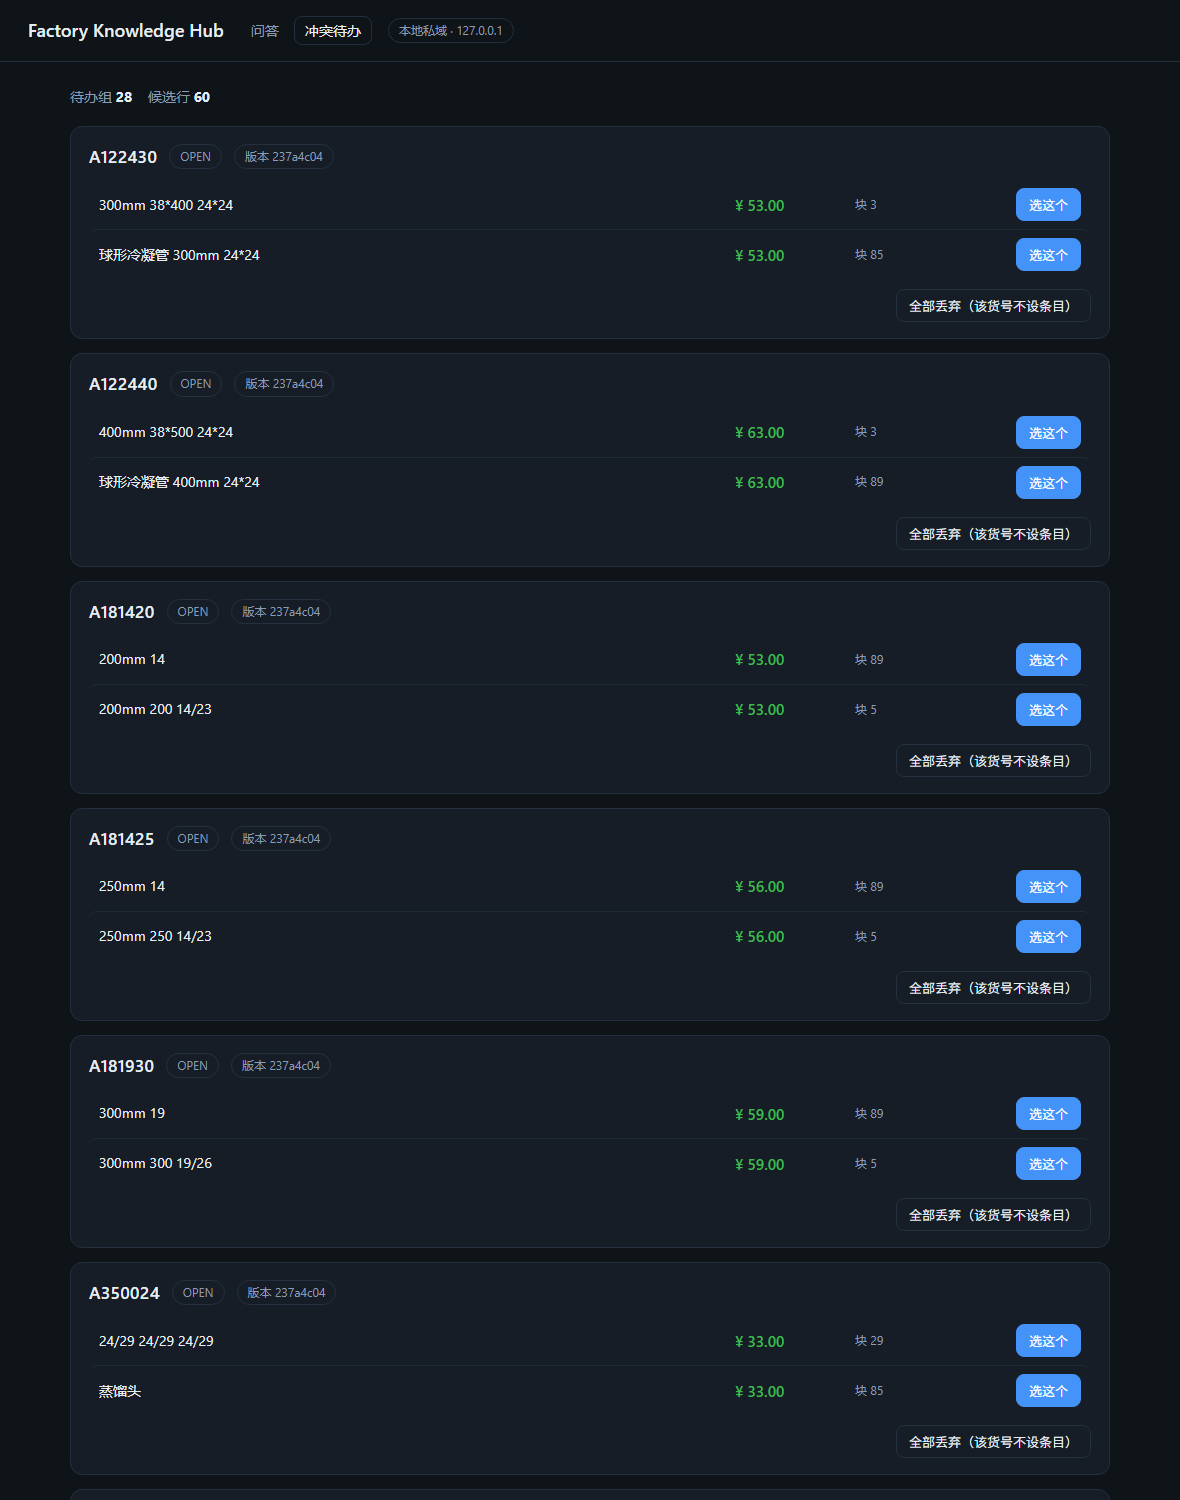 Factory Knowledge Hub 问答 冲突待办 本地私域 · 127.0.0.1
待办组 28 候选行 60
A122430 OPEN 版本 237a4c04
300mm 38*400 24*24 ¥ 53.00 块 3 选这个
球形冷凝管 300mm 24*24 ¥ 53.00 块 85 选这个
全部丢弃（该货号不设条目）
A122440 OPEN 版本 237a4c04
400mm 38*500 24*24 ¥ 63.00 块 3 选这个
球形冷凝管 400mm 24*24 ¥ 63.00 块 89 选这个
全部丢弃（该货号不设条目）
A181420 OPEN 版本 237a4c04
200mm 14 ¥ 53.00 块 89 选这个
200mm 200 14/23 ¥ 53.00 块 5 选这个
全部丢弃（该货号不设条目）
A181425 OPEN 版本 237a4c04
250mm 14 ¥ 56.00 块 89 选这个
250mm 250 14/23 ¥ 56.00 块 5 选这个
全部丢弃（该货号不设条目）
A181930 OPEN 版本 237a4c04
300mm 19 ¥ 59.00 块 89 选这个
300mm 300 19/26 ¥ 59.00 块 5 选这个
全部丢弃（该货号不设条目）
A350024 OPEN 版本 237a4c04
24/29 24/29 24/29 ¥ 33.00 块 29 选这个
蒸馏头 ¥ 33.00 块 85 选这个
全部丢弃（该货号不设条目）